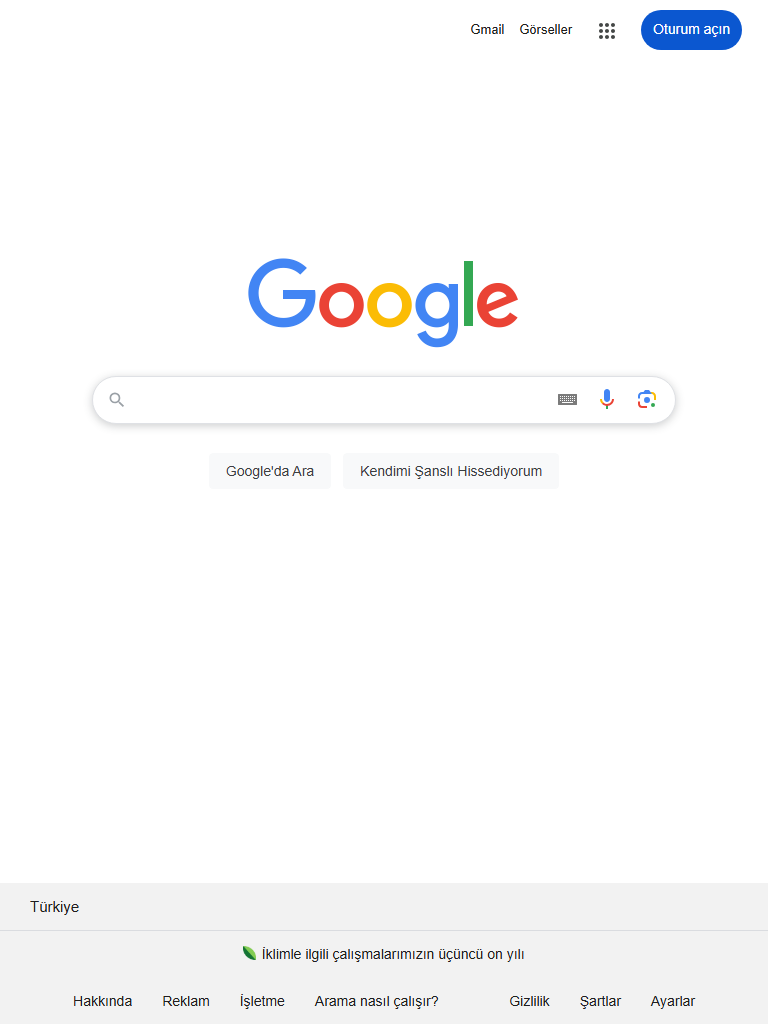 Gmail Görseller Oturum açın
Google
Google'da Ara Kendimi Şanslı Hissediyorum
Türkiye
İklimle ilgili çalışmalarımızın üçüncü on yılı
Hakkında Reklam İşletme Arama nasıl çalışır? Gizlilik Şartlar Ayarlar